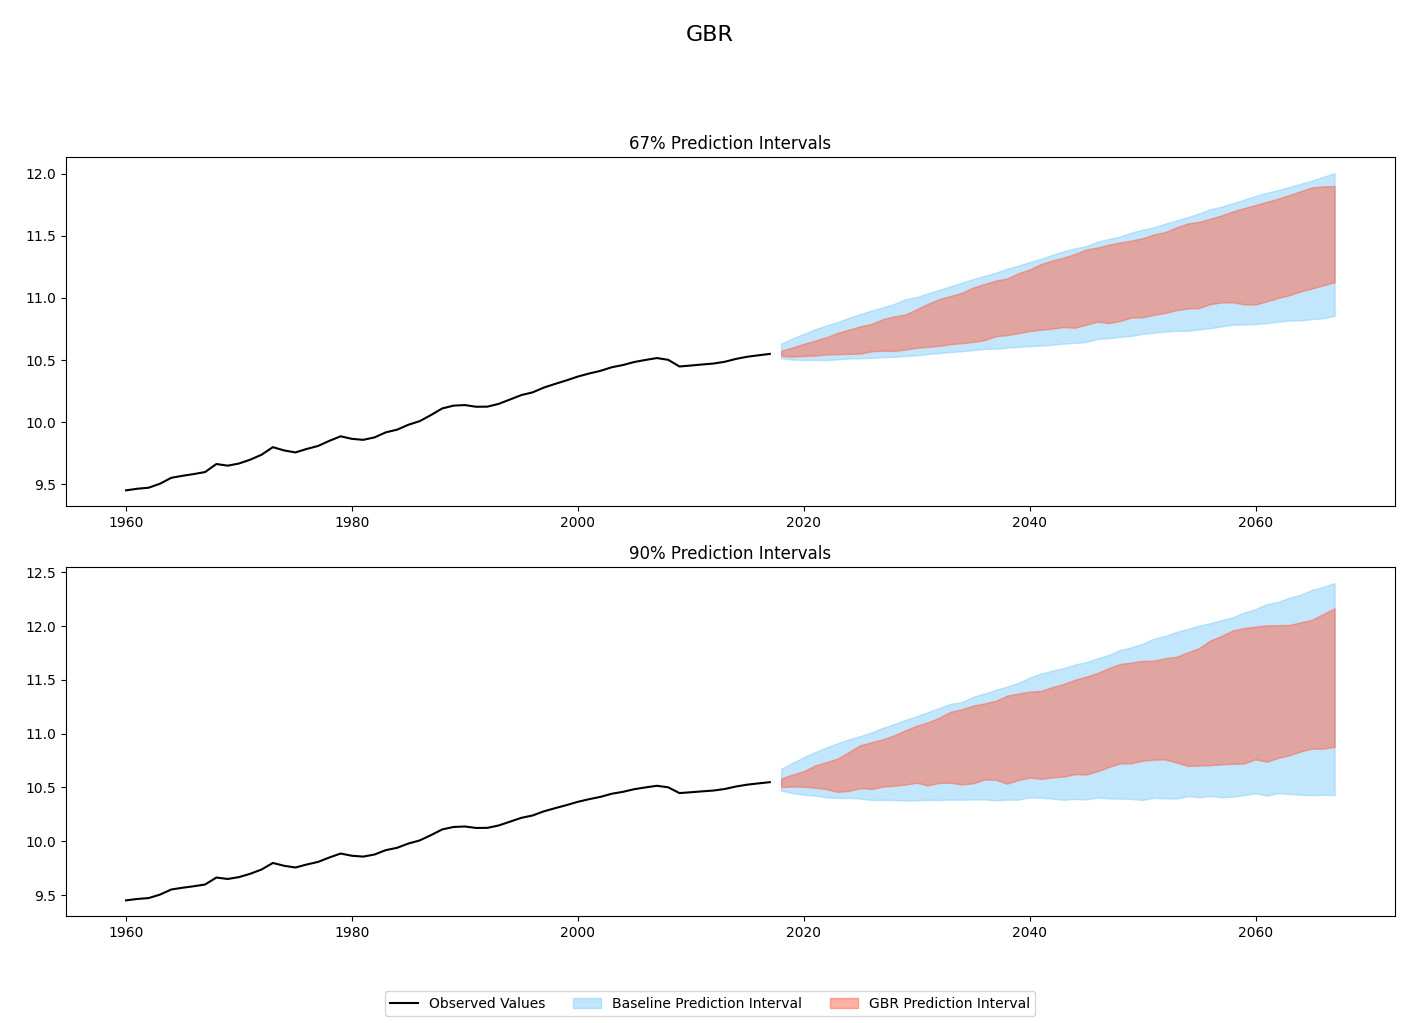 GBR
67% Prediction Intervals
12.0
11.5
11.0
10.5
10.0
9.5
1960 1980 2000 2020 2040 2060
90% Prediction Intervals
12.5
12.0
11.5
11.0
10.5
10.0
9.5
1960 1980 2000 2020 2040 2060
Observed Values Baseline Prediction Interval GBR Prediction Interval